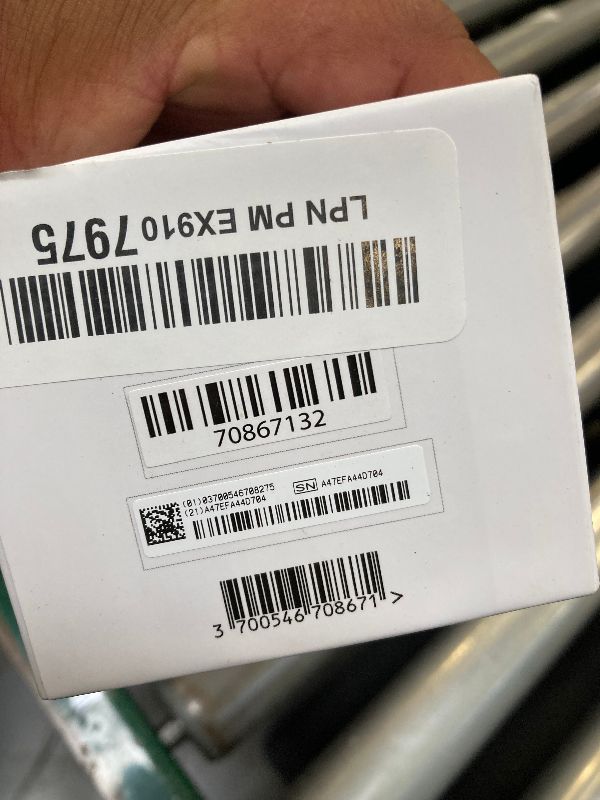 LPN PM EX910 7975
70867132
(01)03700546708275
(21)A47EFA44D704
SN A47EFA44D704
3 700546 708671 >